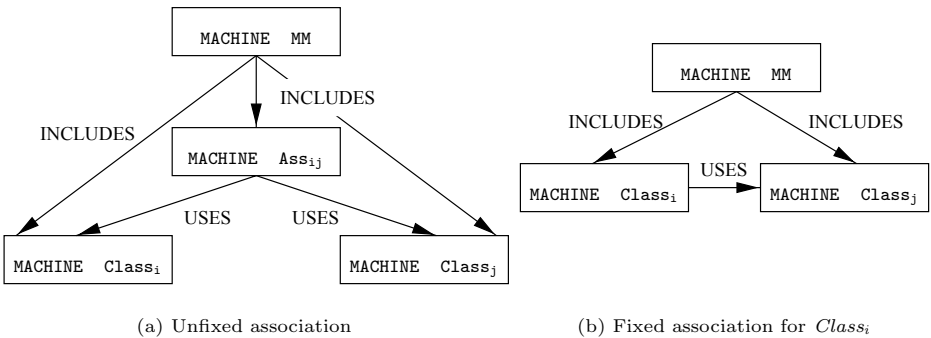 MACHINE MM
INCLUDES
INCLUDES
MACHINE Ass_ij
USES
USES
MACHINE Class_i
MACHINE Class_j
(a) Unfixed association
MACHINE MM
INCLUDES
INCLUDES
USES
MACHINE Class_i
MACHINE Class_j
(b) Fixed association for Class_i